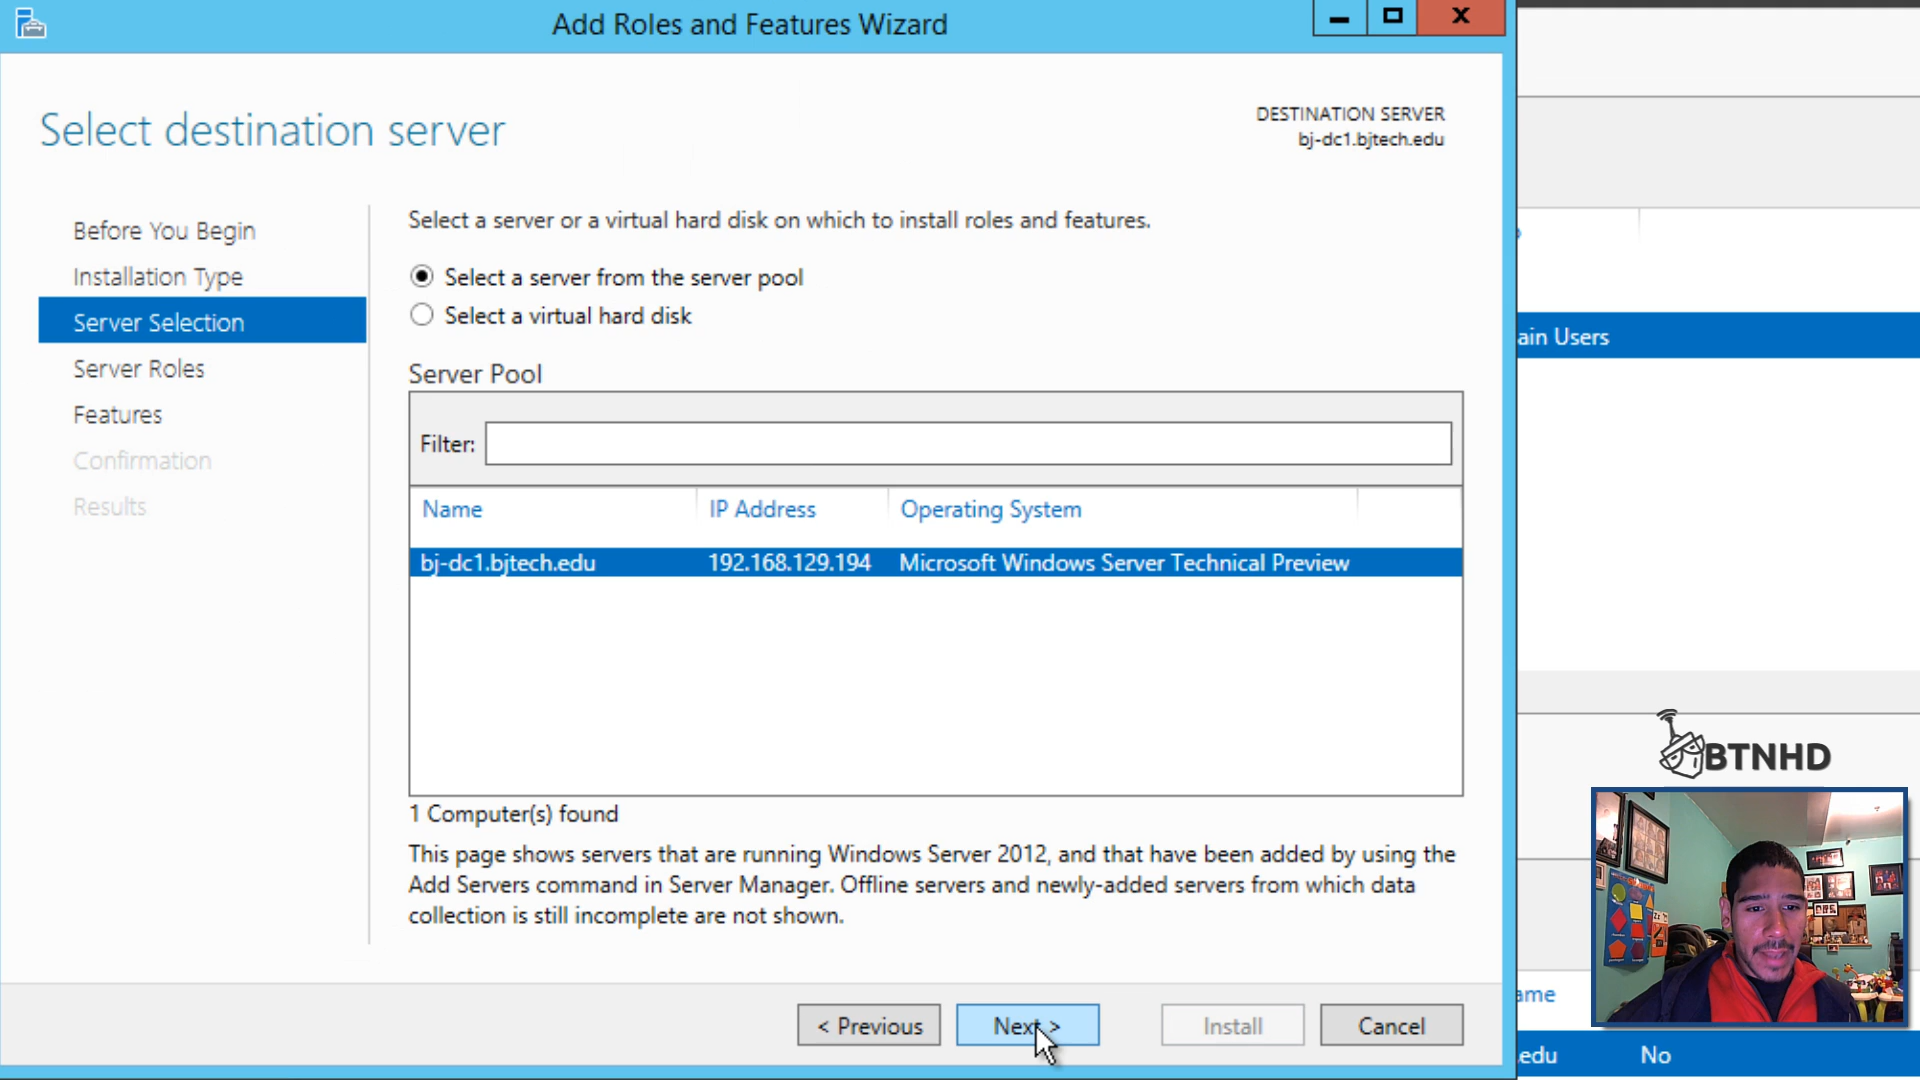 Add Roles and Features Wizard
Select destination server
DESTINATION SERVER
bj-dc1.bjtech.edu
Before You Begin
Installation Type
Server Selection
Server Roles
Features
Confirmation
Results
Select a server or a virtual hard disk on which to install roles and features.
Select a server from the server pool
Select a virtual hard disk
Server Pool
Filter:
Name IP Address Operating System
bj-dc1.bjtech.edu 192.168.129.194 Microsoft Windows Server Technical Preview
1 Computer(s) found
This page shows servers that are running Windows Server 2012, and that have been added by using the
Add Servers command in Server Manager. Offline servers and newly-added servers from which data
collection is still incomplete are not shown.
< Previous
Next >
Install
Cancel
ain Users
BTNHD
ame
.edu No